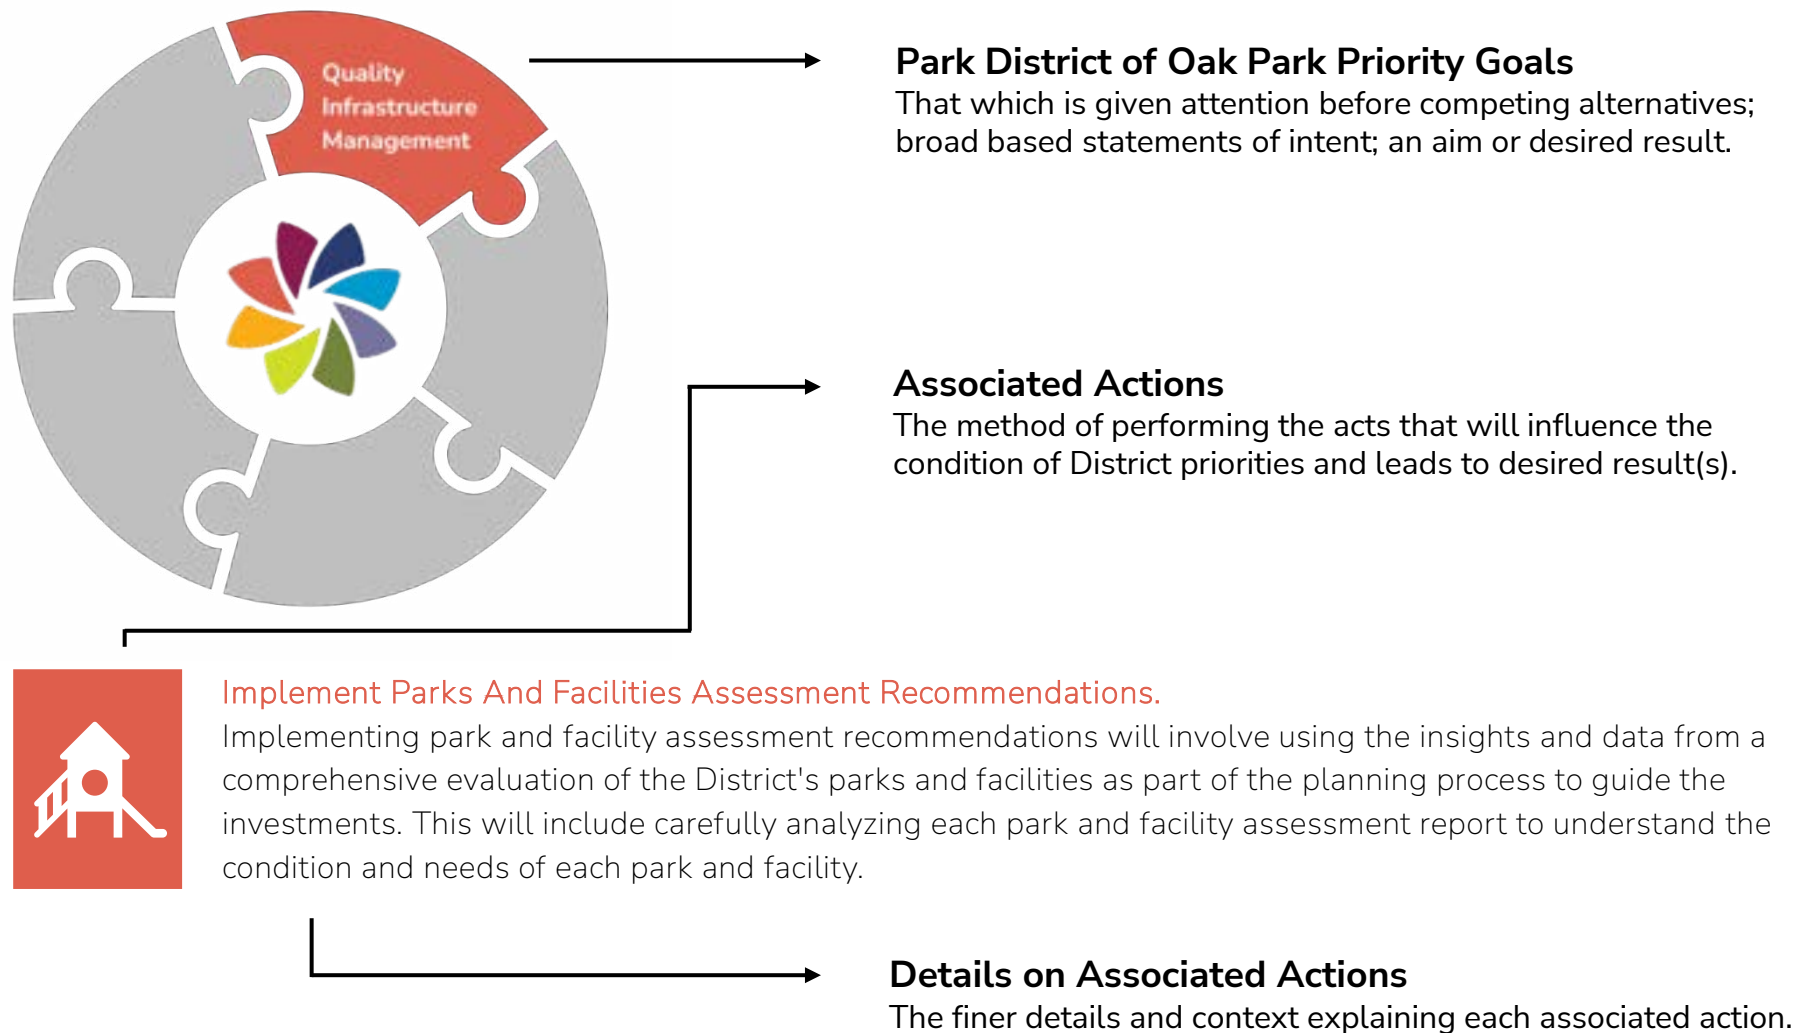 Quality
Infrastructure
Management
Park District of Oak Park Priority Goals
That which is given attention before competing alternatives;
broad based statements of intent; an aim or desired result.
Associated Actions
The method of performing the acts that will influence the
condition of District priorities and leads to desired result(s).
Implement Parks And Facilities Assessment Recommendations.
Implementing park and facility assessment recommendations will involve using the insights and data from a
comprehensive evaluation of the District's parks and facilities as part of the planning process to guide the
investments. This will include carefully analyzing each park and facility assessment report to understand the
condition and needs of each park and facility.
Details on Associated Actions
The finer details and context explaining each associated action.